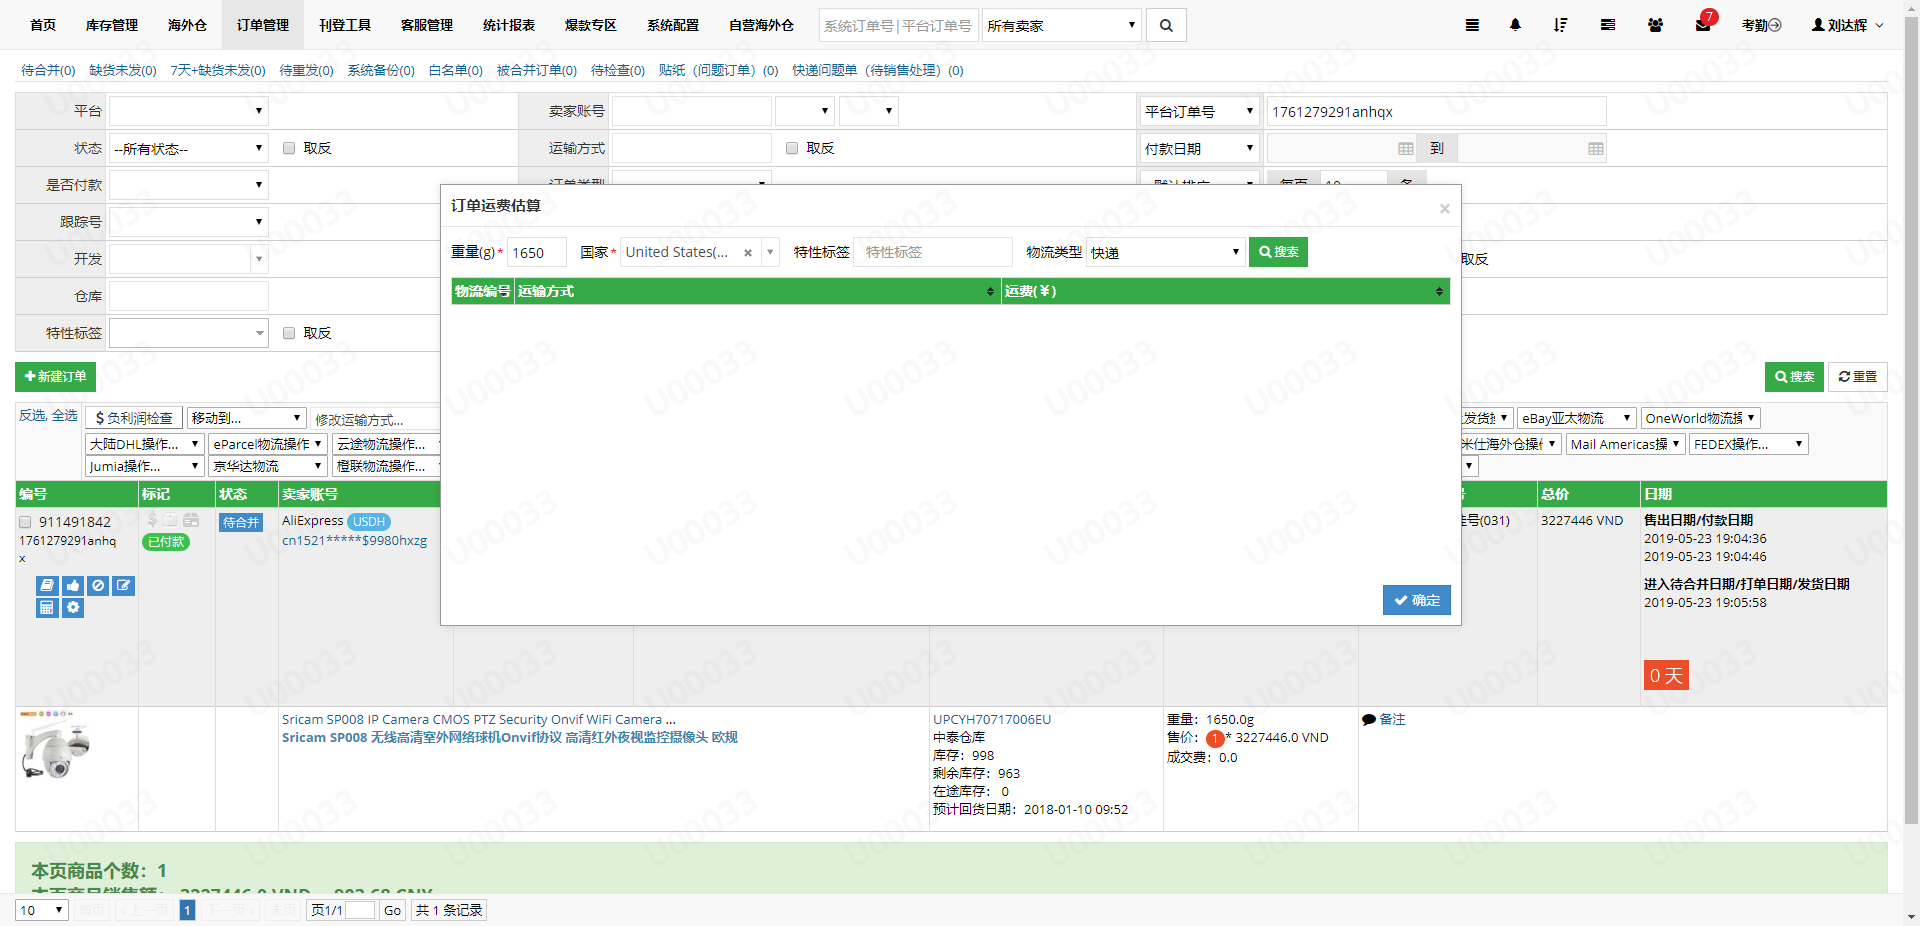 首页 库存管理 海外仓 订单管理 刊登工具 客服管理 统计报表 爆款专区 系统配置 自营海外仓 系统订单号|平台订单号 所有卖家 7 考勤 刘达辉
待合并(0) 缺货未发(0) 7天+缺货未发(0) 待重发(0) 系统备份(0) 白名单(0) 被合并订单(0) 待检查(0) 贴纸（问题订单）(0) 快递问题单（待销售处理）(0)
平台 卖家账号 平台订单号 1761279291anhqx
状态 --所有状态-- 取反 运输方式 取反 付款日期 到
是否付款
跟踪号
开发 取反
仓库
特性标签 取反
订单运费估算 ×
重量(g)* 1650 国家* United States(... × 特性标签 特性标签 物流类型 快递 搜索
物流编号 运输方式 运费(￥)
确定
新建订单 搜索 重置
反选, 全选 $ 负利润检查 移动到... 修改运输方式... eBay亚太物流 OneWorld物流
大陆DHL操作... eParcel物流操作 云途物流操作... 米仕海外仓操 Mail Americas操 FEDEX操作...
Jumia操作... 京华达物流 橙联物流操作...
编号 标记 状态 卖家账号 总价 日期
911491842
1761279291anhq
x
已付款
待合并
AliExpress USDH
cn1521*****$9980hxzg
(031)
3227446 VND
售出日期/付款日期
2019-05-23 19:04:36
2019-05-23 19:04:46
进入待合并日期/打单日期/发货日期
2019-05-23 19:05:58
0 天
Sricam SP008 IP Camera CMOS PTZ Security Onvif WiFi Camera ...
Sricam SP008 无线高清室外网络球机Onvif协议 高清红外夜视监控摄像头 欧规
UPCYH70717006EU
中泰仓库
库存：998
剩余库存：963
在途库存： 0
预计回货日期：2018-01-10 09:52
重量：1650.0g
售价： 1 * 3227446.0 VND
成交费：0.0
备注
本页商品个数：1
10 首页 « 上一页 1 下一页 » 末页 页1/1 Go 共 1 条记录
U00033